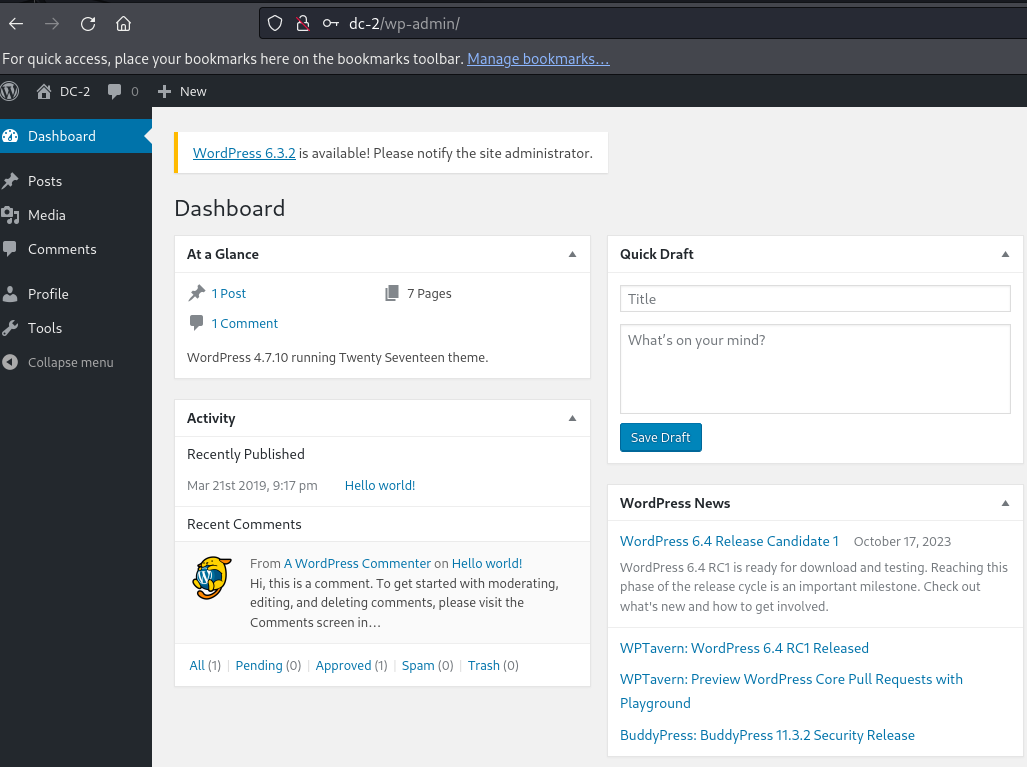 dc-2/wp-admin/
For quick access, place your bookmarks here on the bookmarks toolbar. Manage bookmarks…
DC-2 0 New
Dashboard
Posts
Media
Comments
Profile
Tools
Collapse menu
WordPress 6.3.2 is available! Please notify the site administrator.
Dashboard
At a Glance
1 Post
7 Pages
1 Comment
WordPress 4.7.10 running Twenty Seventeen theme.
Activity
Recently Published
Mar 21st 2019, 9:17 pm Hello world!
Recent Comments
From A WordPress Commenter on Hello world!
Hi, this is a comment. To get started with moderating,
editing, and deleting comments, please visit the
Comments screen in…
All (1) | Pending (0) | Approved (1) | Spam (0) | Trash (0)
Quick Draft
Title
What’s on your mind?
Save Draft
WordPress News
WordPress 6.4 Release Candidate 1 October 17, 2023
WordPress 6.4 RC1 is ready for download and testing. Reaching this
phase of the release cycle is an important milestone. Check out
what's new and how to get involved.
WPTavern: WordPress 6.4 RC1 Released
WPTavern: Preview WordPress Core Pull Requests with
Playground
BuddyPress: BuddyPress 11.3.2 Security Release